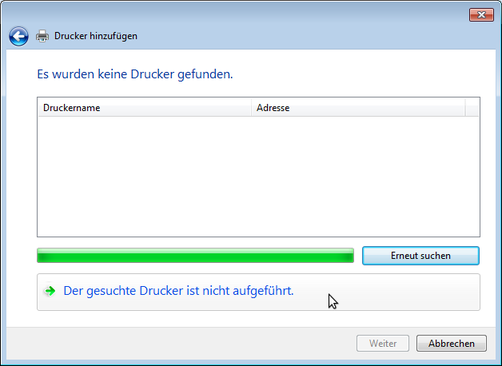 Drucker hinzufügen
Es wurden keine Drucker gefunden.
Druckername Adresse
Erneut suchen
Der gesuchte Drucker ist nicht aufgeführt.
Weiter Abbrechen